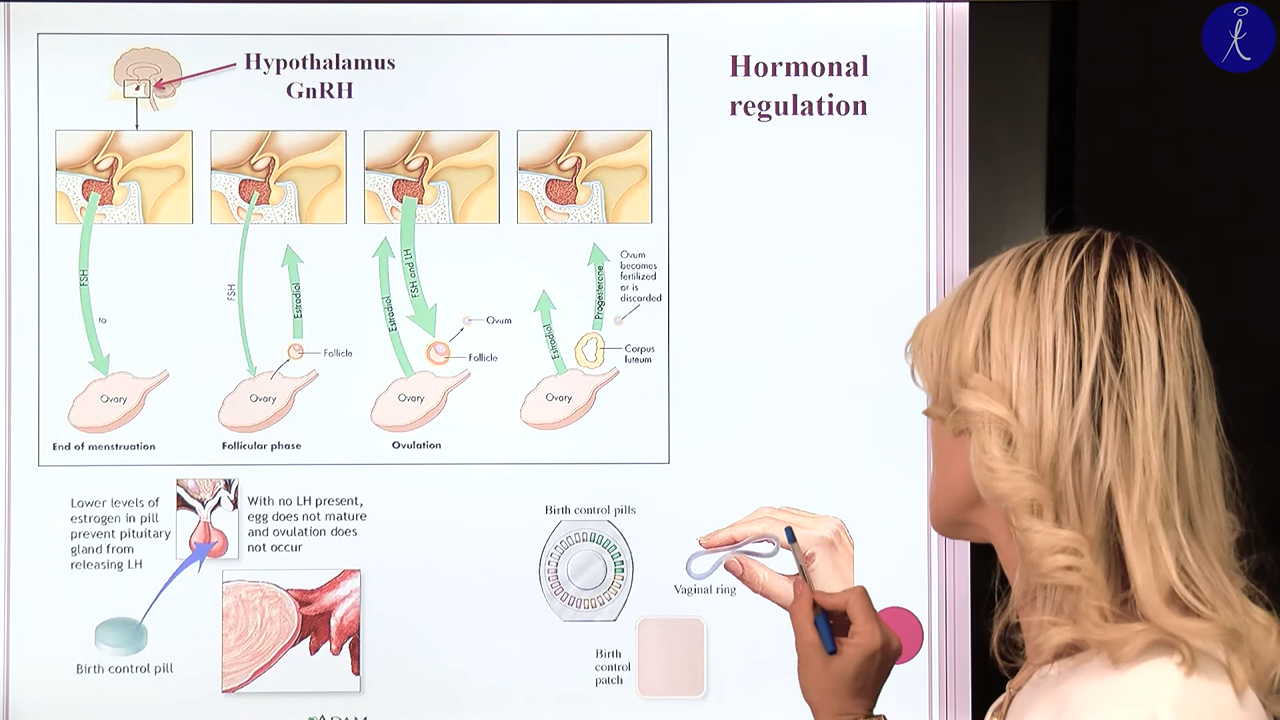 Hypothalamus
GnRH
Hormonal
regulation
FSH
to
Ovary
End of menstruation
FSH
Estradiol
Follicle
Ovary
Follicular phase
Estradiol
FSH and LH
Ovum
Follicle
Ovary
Ovulation
Estradiol
Progesterone
Ovum
becomes
fertilized
or is
discarded
Corpus
luteum
Ovary
Lower levels of
estrogen in pill
prevent pituitary
gland from
releasing LH
With no LH present,
egg does not mature
and ovulation does
not occur
Birth control pill
Birth control pills
Vaginal ring
Birth
control
patch
ADAM